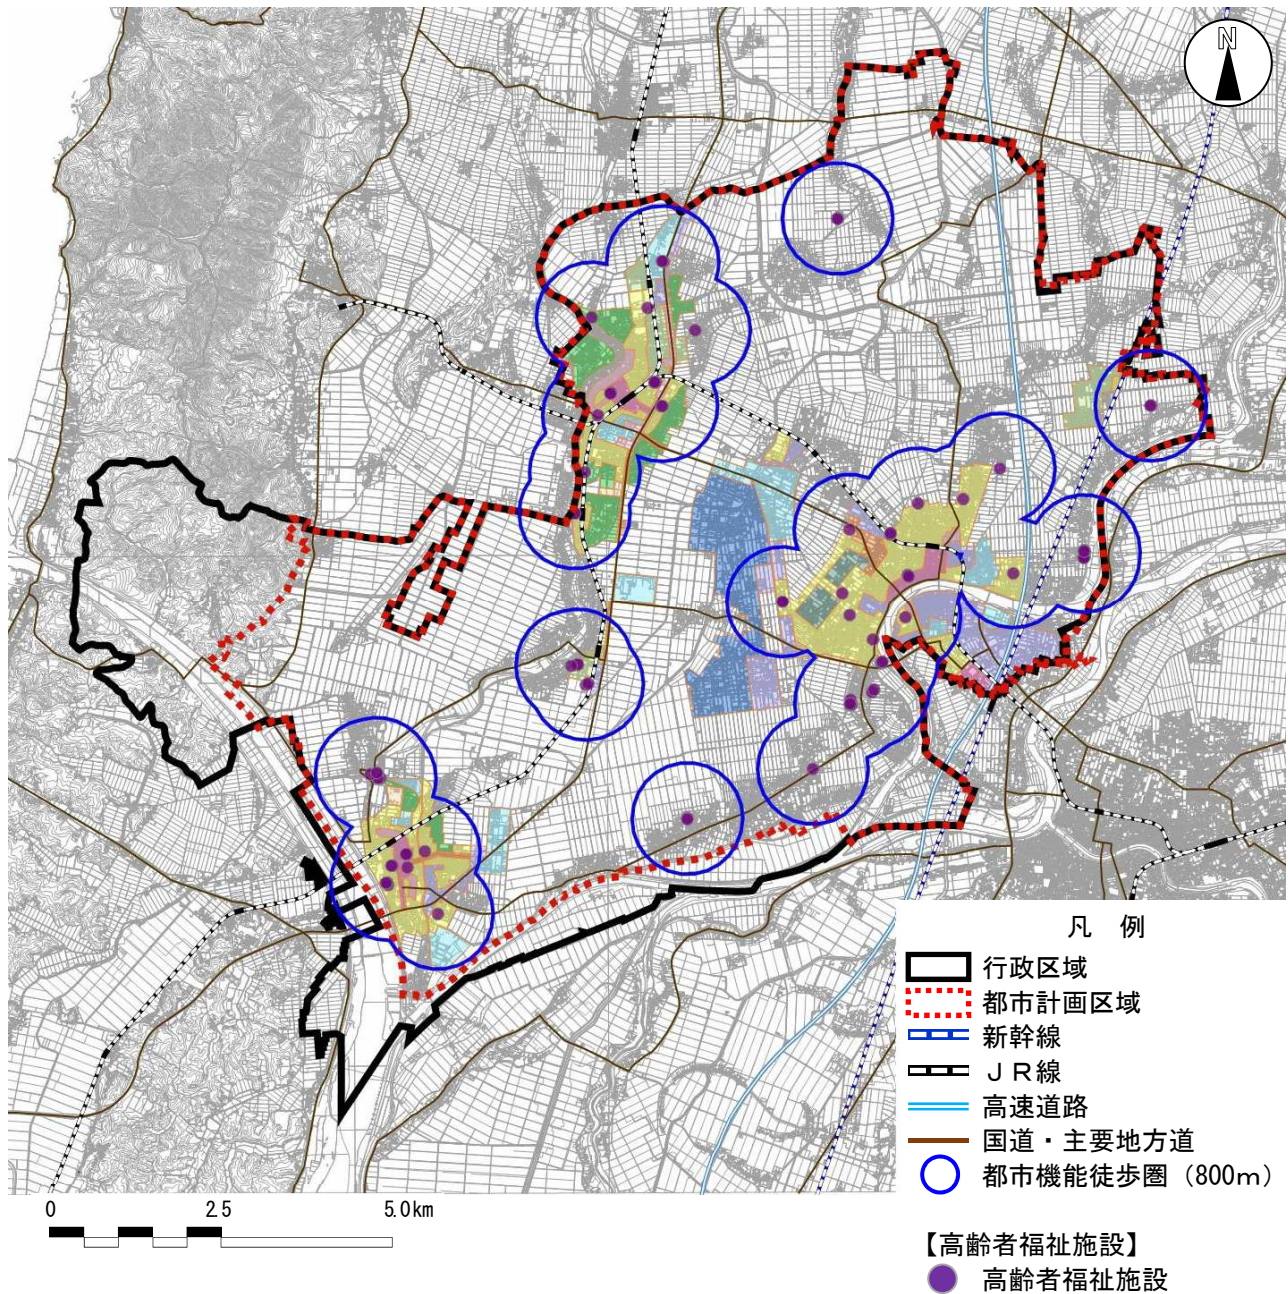 N
凡 例
行政区域
都市計画区域
新幹線
ＪＲ線
高速道路
国道・主要地方道
都市機能徒歩圏（800m）
0 2.5 5.0km
【高齢者福祉施設】
高齢者福祉施設